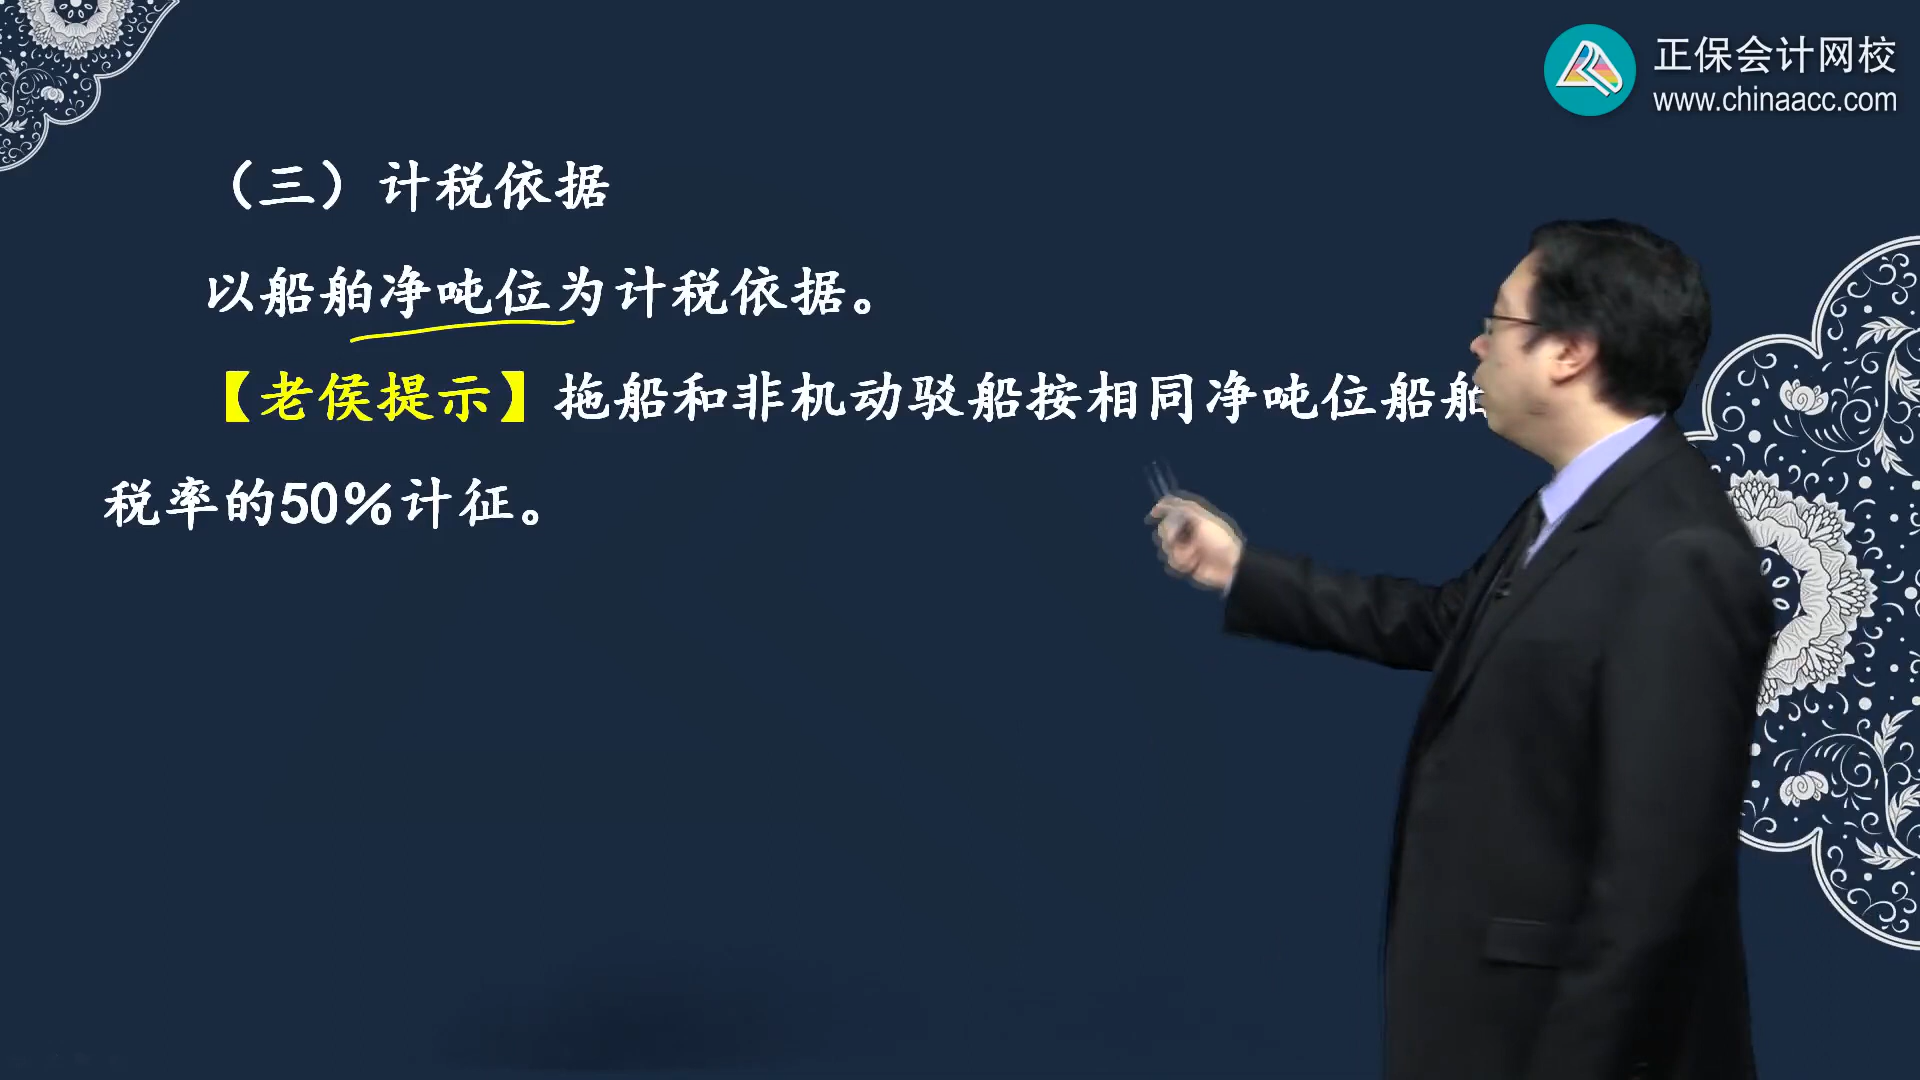 正保会计网校
www.chinaacc.com
（三）计税依据
以船舶净吨位为计税依据。
【老侯提示】拖船和非机动驳船按相同净吨位船舶
税率的50%计征。